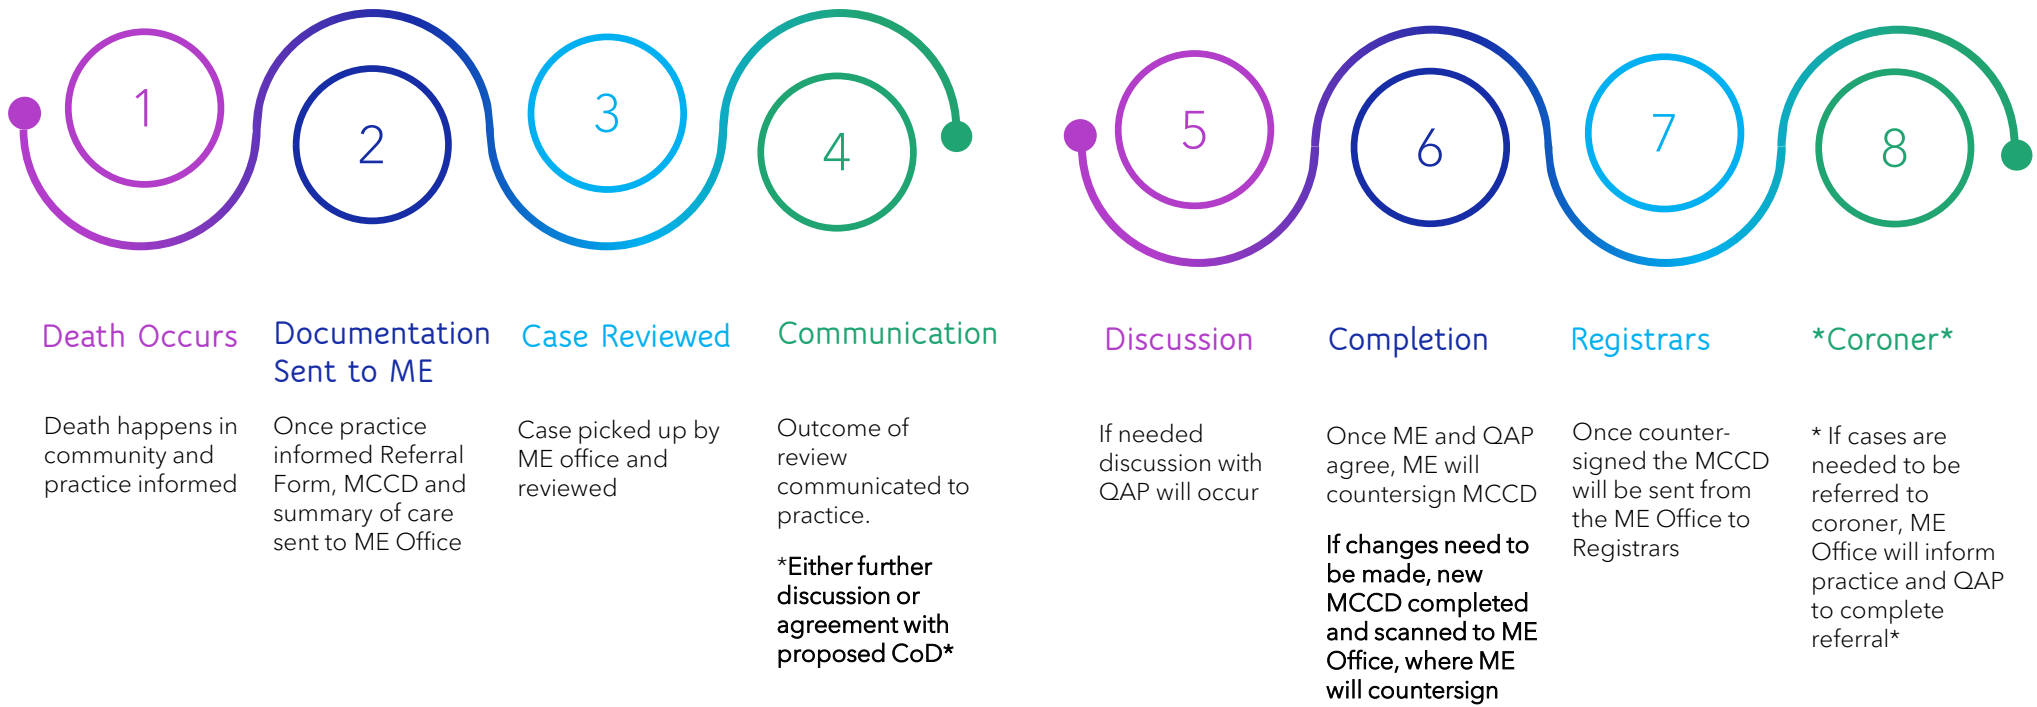 1
2
3
4
5
6
7
8
Death Occurs
Death happens in
community and
practice informed
Documentation
Sent to ME
Once practice
informed Referral
Form, MCCD and
summary of care
sent to ME Office
Case Reviewed
Case picked up by
ME office and
reviewed
Communication
Outcome of
review
communicated to
practice.
*Either further
discussion or
agreement with
proposed CoD*
Discussion
If needed
discussion with
QAP will occur
Completion
Once ME and QAP
agree, ME will
countersign MCCD
If changes need to
be made, new
MCCD completed
and scanned to ME
Office, where ME
will countersign
Registrars
Once counter-
signed the MCCD
will be sent from
the ME Office to
Registrars
*Coroner*
* If cases are
needed to be
referred to
coroner, ME
Office will inform
practice and QAP
to complete
referral*